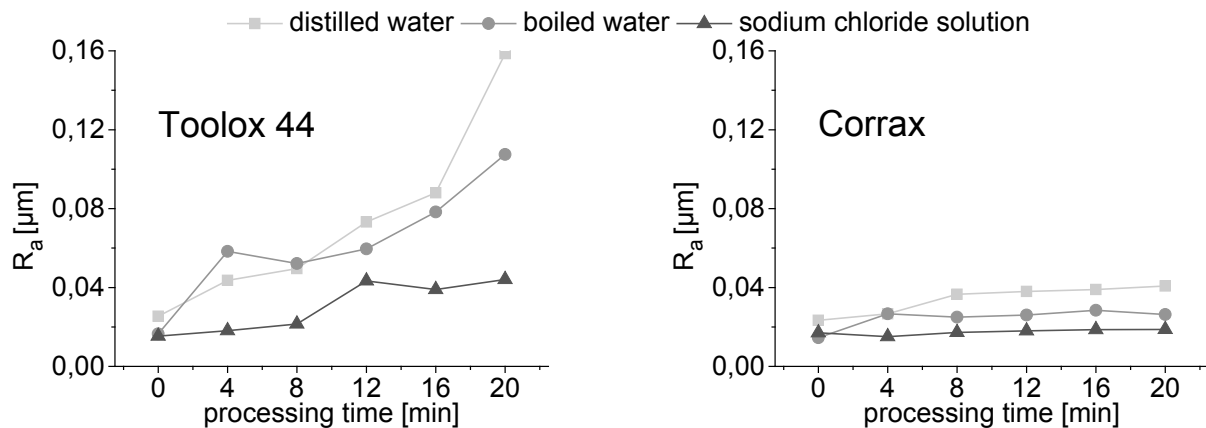 distilled water boiled water sodium chloride solution
0,16
0,12
0,08
0,04
0,00
Rₐ [µm]
Toolox 44
0 4 8 12 16 20
processing time [min]
0,16
0,12
0,08
0,04
0,00
Rₐ [µm]
Corrax
0 4 8 12 16 20
processing time [min]